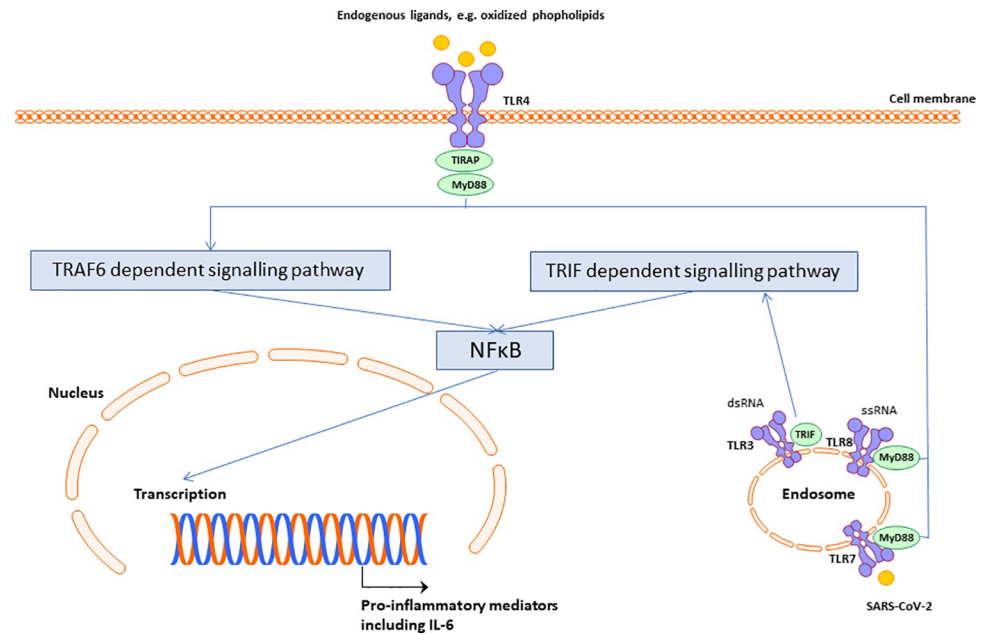 Endogenous ligands, e.g. oxidized phopholipids
TLR4
Cell membrane
TIRAP
MyD88
TRAF6 dependent signalling pathway
TRIF dependent signalling pathway
NFκB
Nucleus
dsRNA
ssRNA
TRIF
TLR3
TLR8
MyD88
Transcription
Endosome
MyD88
TLR7
SARS-CoV-2
Pro-inflammatory mediators
including IL-6